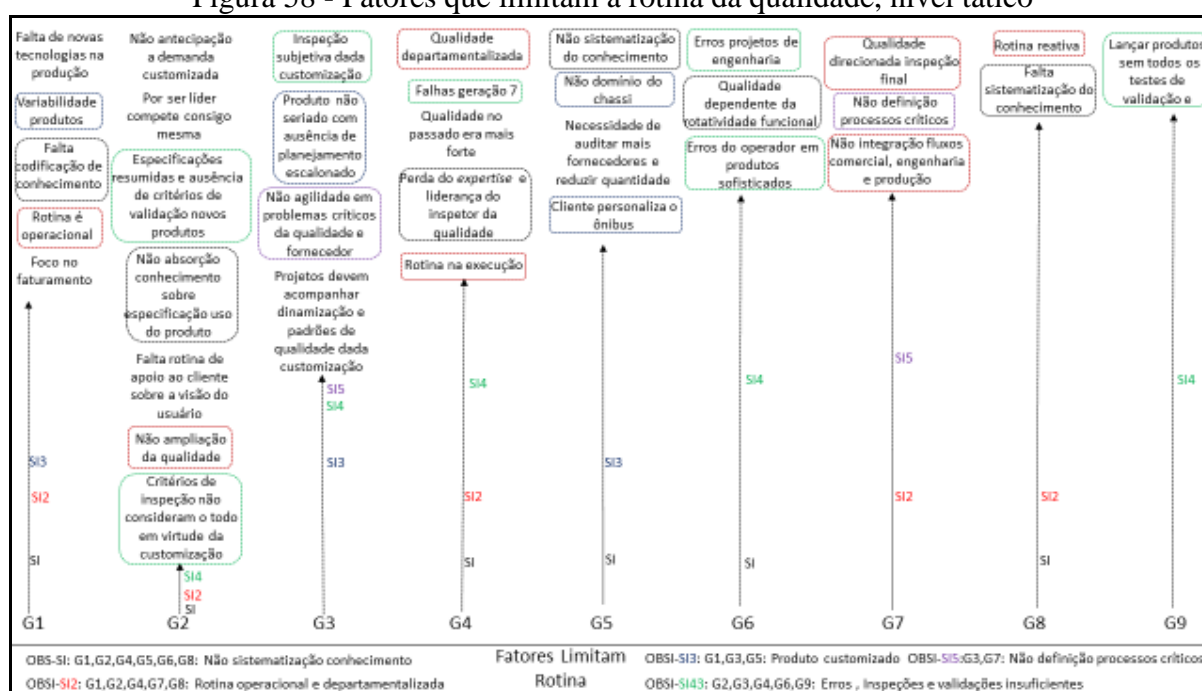 Figura 58 - Fatores que limitam a rotina da qualidade, nível tático
Falta de novas
tecnologias na
produção
Variabilidade
produtos
Falta
codificação de
conhecimento
Rotina é
operacional
Foco no
faturamento
SI3
SI2
SI
G1
Não antecipação
a demanda
customizada
Por ser líder
compete consigo
mesma
Especificações
resumidas e ausência
de critérios de
validação novos
produtos
Não absorção
conhecimento
sobre
especificação uso
do produto
Falta rotina de
apoio ao cliente
sobre a visão do
usuário
Não ampliação
da qualidade
Critérios de
inspeção não
consideram o todo
em virtude da
customização
SI4
SI2
SI
G2
Inspeção
subjetiva dada
customização
Produto não
seriado com
ausência de
planejamento
escalonado
Não agilidade em
problemas críticos
da qualidade e
fornecedor
Projetos devem
acompanhar
dinamização e
padrões de
qualidade dada
customização
SI5
SI4
SI3
G3
Qualidade
departamentalizada
Falhas geração 7
Qualidade no
passado era mais
forte
Perda do expertise e
liderança do
inspetor da
qualidade
Rotina na execução
SI4
SI2
SI
G4
Não sistematização
do conhecimento
Não domínio do
chassi
Necessidade de
auditar mais
fornecedores e
reduzir quantidade
Cliente personaliza o
ônibus
SI3
SI
G5
Erros projetos de
engenharia
Qualidade
dependente da
rotatividade funcional
Erros do operador em
produtos
sofisticados
SI4
SI
G6
Qualidade
direcionada inspeção
final
Não definição
processos críticos
Não integração fluxos
comercial, engenharia
e produção
SI5
SI2
G7
Rotina reativa
Falta
sistematização do
conhecimento
SI2
SI
G8
Lançar produtos
sem todos os
testes de
validação e
SI4
G9
OBS-SI: G1,G2,G4,G5,G6,G8: Não sistematização conhecimento
OBSI-SI2: G1,G2,G4,G7,G8: Rotina operacional e departamentalizada
Fatores Limitam
Rotina
OBSI-SI3: G1,G3,G5: Produto customizado OBSI-SI5:G3,G7: Não definição processos críticos
OBSI-SI43: G2,G3,G4,G6,G9: Erros , Inspeções e validações insuficientes